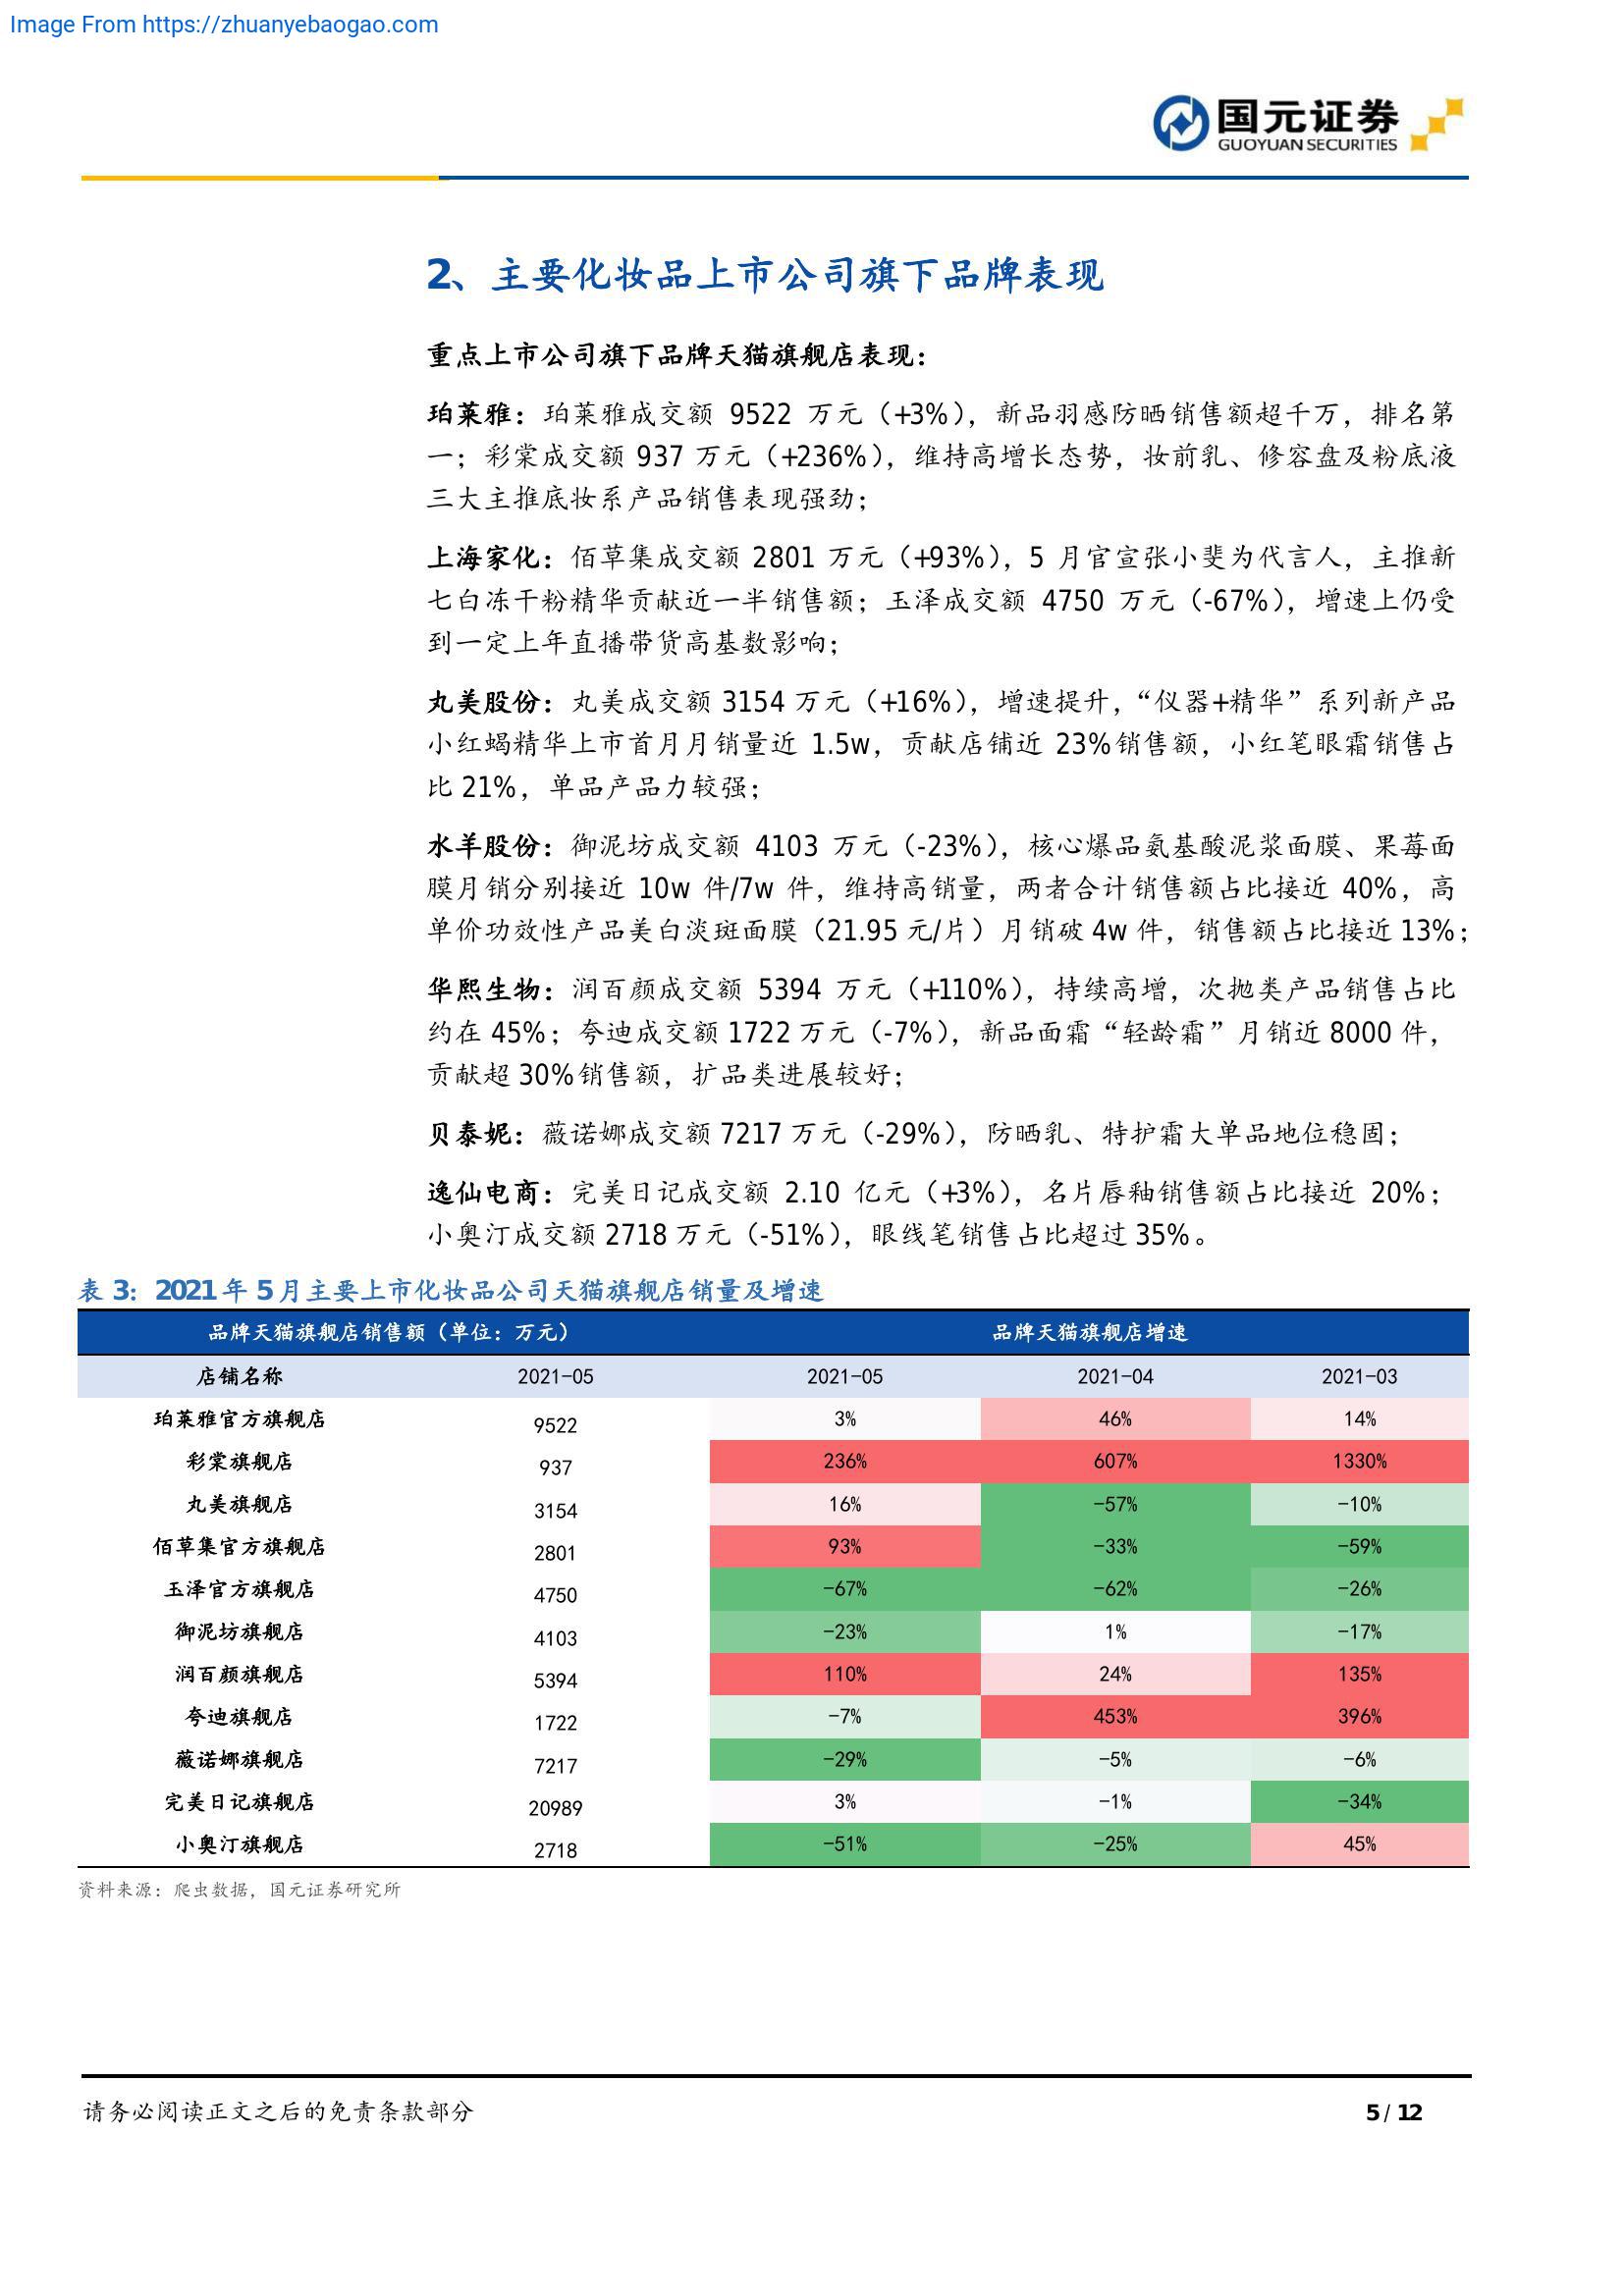 Image From https://zhuanyebaogao.com
国元证券
GUOYUAN SECURITIES
2、主要化妆品上市公司旗下品牌表现
重点上市公司旗下品牌天猫旗舰店表现：
珀莱雅：珀莱雅成交额 9522 万元（+3%），新品羽感防晒销售额超千万，排名第
一；彩棠成交额 937 万元（+236%），维持高增长态势，妆前乳、修容盘及粉底液
三大主推底妆系产品销售表现强劲；
上海家化：佰草集成交额 2801 万元（+93%），5 月官宣张小斐为代言人，主推新
七白冻干粉精华贡献近一半销售额；玉泽成交额 4750 万元（-67%），增速上仍受
到一定上年直播带货高基数影响；
丸美股份：丸美成交额 3154 万元（+16%），增速提升，“仪器+精华”系列新产品
小红蝎精华上市首月月销量近 1.5w，贡献店铺近 23%销售额，小红笔眼霜销售占
比 21%，单品产品力较强；
水羊股份：御泥坊成交额 4103 万元（-23%），核心爆品氨基酸泥浆面膜、果莓面
膜月销分别接近 10w 件/7w 件，维持高销量，两者合计销售额占比接近 40%，高
单价功效性产品美白淡斑面膜（21.95 元/片）月销破 4w 件，销售额占比接近 13%；
华熙生物：润百颜成交额 5394 万元（+110%），持续高增，次抛类产品销售占比
约在 45%；夸迪成交额 1722 万元（-7%），新品面霜“轻龄霜”月销近 8000 件，
贡献超 30%销售额，扩品类进展较好；
贝泰妮：薇诺娜成交额 7217 万元（-29%），防晒乳、特护霜大单品地位稳固；
逸仙电商：完美日记成交额 2.10 亿元（+3%），名片唇釉销售额占比接近 20%；
小奥汀成交额 2718 万元（-51%），眼线笔销售占比超过 35%。
表 3：2021 年 5 月主要上市化妆品公司天猫旗舰店销量及增速
品牌天猫旗舰店销售额（单位：万元） 品牌天猫旗舰店增速
店铺名称 2021-05 2021-05 2021-04 2021-03
珀莱雅官方旗舰店 9522 3% 46% 14%
彩棠旗舰店 937 236% 607% 1330%
丸美旗舰店 3154 16% -57% -10%
佰草集官方旗舰店 2801 93% -33% -59%
玉泽官方旗舰店 4750 -67% -62% -26%
御泥坊旗舰店 4103 -23% 1% -17%
润百颜旗舰店 5394 110% 24% 135%
夸迪旗舰店 1722 -7% 453% 396%
薇诺娜旗舰店 7217 -29% -5% -6%
完美日记旗舰店 20989 3% -1% -34%
小奥汀旗舰店 2718 -51% -25% 45%
资料来源：爬虫数据，国元证券研究所
请务必阅读正文之后的免责条款部分 5 / 12